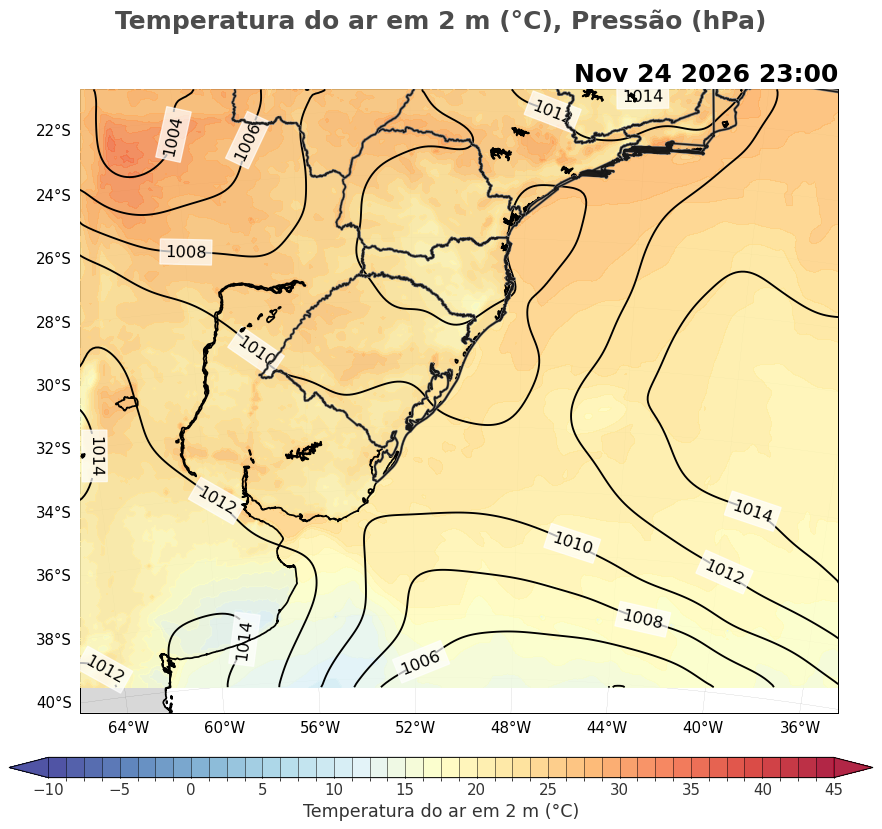 Temperatura do ar em 2 m (°C), Pressão (hPa)
Nov 24 2026 23:00
1004
1006
1014
1008
1010
1014
1012
1014
1010
1012
1008
1014
1006
1012
22°S
24°S
26°S
28°S
30°S
32°S
34°S
36°S
38°S
40°S
64°W 60°W 56°W 52°W 48°W 44°W 40°W 36°W
−10 −5 0 5 10 15 20 25 30 35 40 45
Temperatura do ar em 2 m (°C)